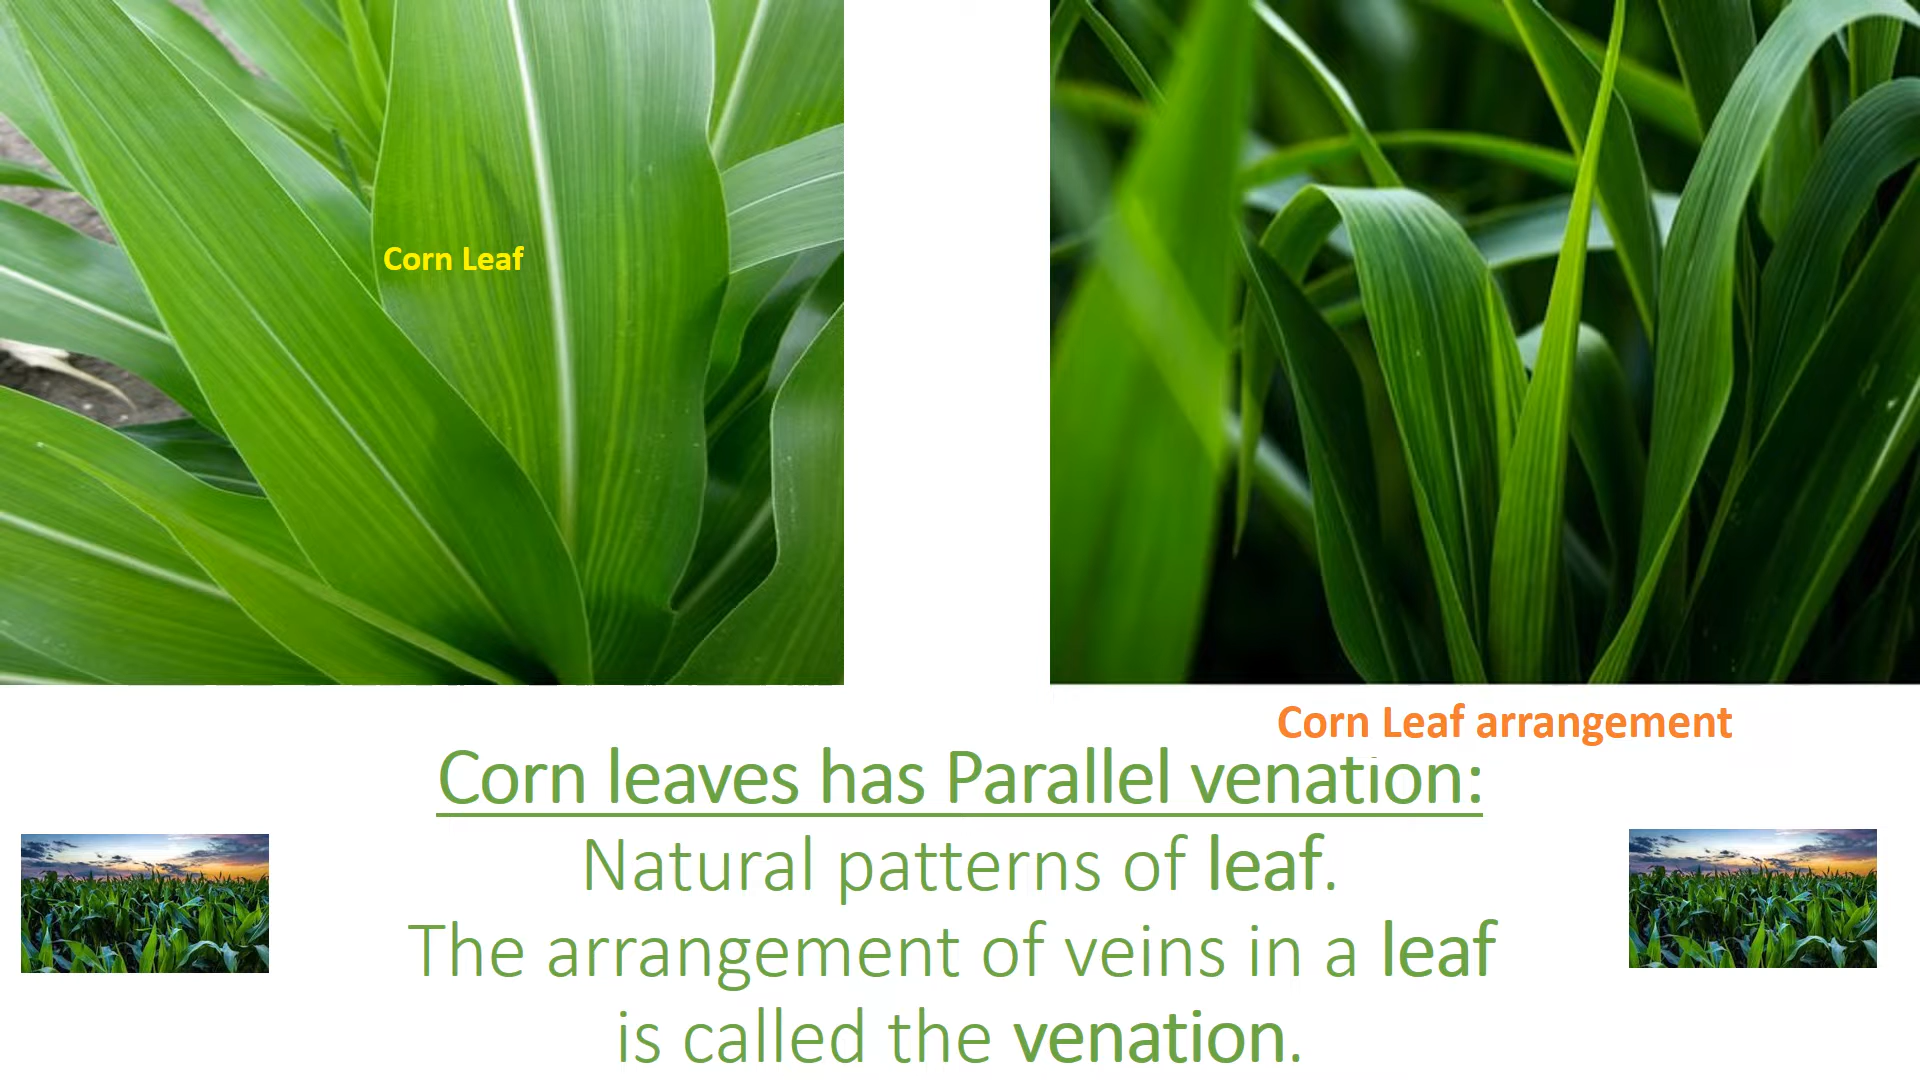 Corn Leaf
Corn Leaf arrangement
Corn leaves has Parallel venation:
Natural patterns of leaf.
The arrangement of veins in a leaf
is called the venation.